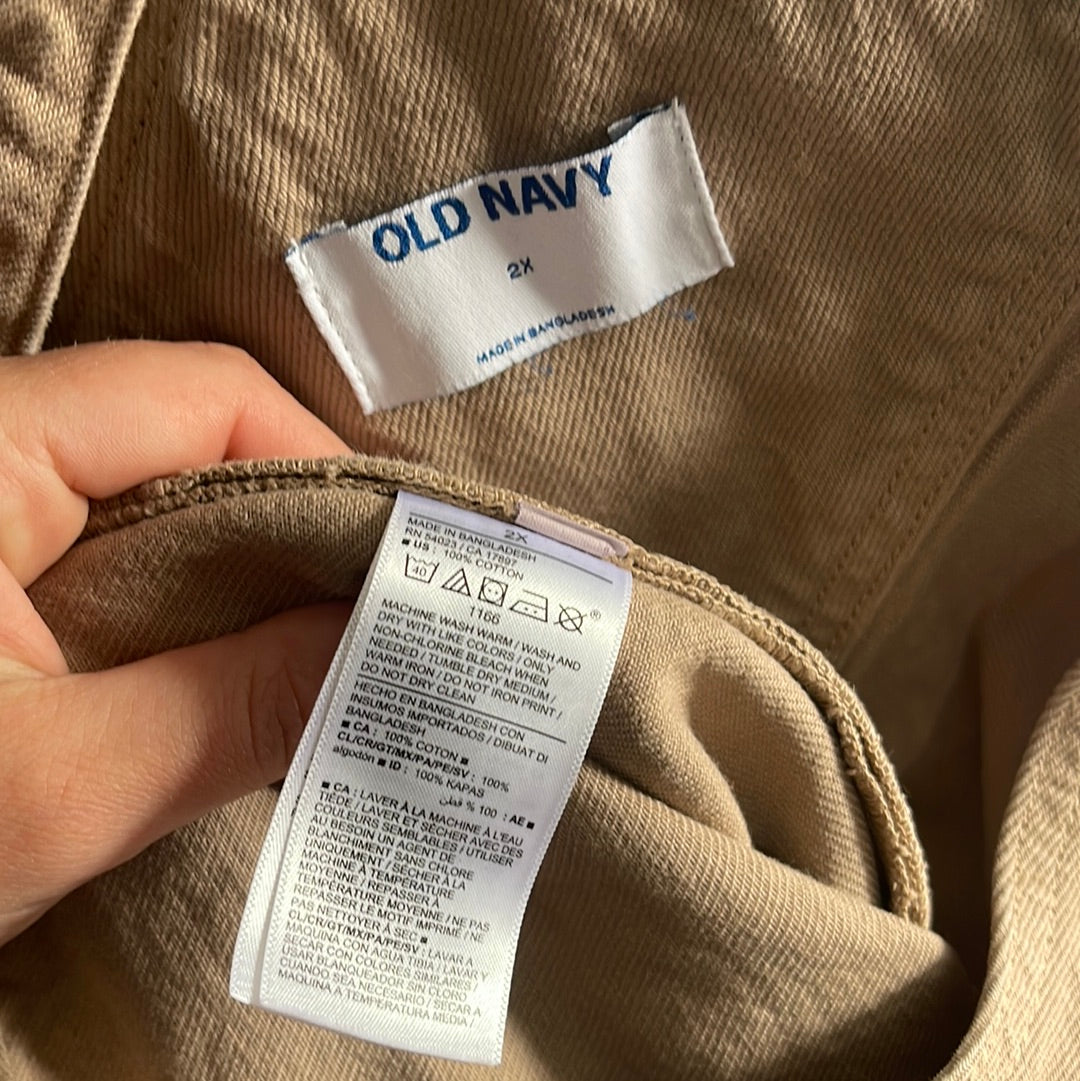 OLD NAVY
2X
MADE IN BANGLADESH
2X
MADE IN BANGLADESH
RN 54023 / CA 17897
■ US : 100% COTTON
40
1166
MACHINE WASH WARM / WASH AND
DRY WITH LIKE COLORS / ONLY
NON-CHLORINE BLEACH WHEN
NEEDED / TUMBLE DRY MEDIUM /
WARM IRON / DO NOT IRON PRINT /
DO NOT DRY CLEAN
HECHO EN BANGLADESH CON
INSUMOS IMPORTADOS / DIBUAT DI
BANGLADESH
■ CA : 100% COTON ■
CL/CR/GT/MX/PA/PE/SV : 100%
algodón ■ ID : 100% KAPAS
■ AE : 100 % قطن
■ CA : LAVER À LA MACHINE À L'EAU
TIÈDE / LAVER ET SÉCHER AVEC DES
COULEURS SEMBLABLES / UTILISER
AU BESOIN UN AGENT DE
BLANCHIMENT SANS CHLORE
UNIQUEMENT / SÉCHER À LA
MACHINE À TEMPÉRATURE
MOYENNE / REPASSER À
TEMPÉRATURE MOYENNE / NE PAS
REPASSER LE MOTIF IMPRIMÉ / NE
PAS NETTOYER À SEC ■
CL/CR/GT/MX/PA/PE/SV : LAVAR A
MAQUINA CON AGUA TIBIA / LAVAR Y
SECAR CON COLORES SIMILARES /
USAR BLANQUEADOR SIN CLORO
CUANDO SEA NECESARIO / SECAR A
MAQUINA A TEMPERATURA MEDIA /